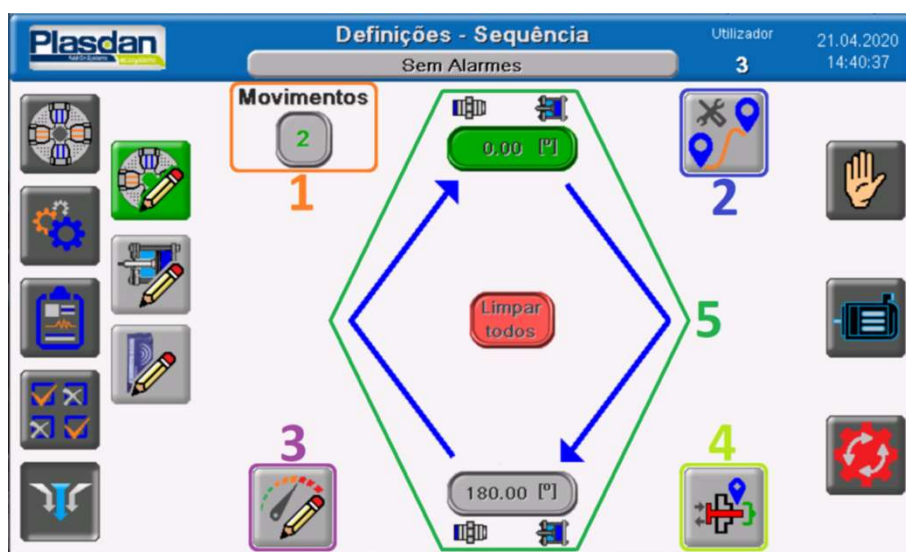 Plasdan
Definições - Sequência
Sem Alarmes
Utilizador
3
21.04.2020
14:40:37
Movimentos
2
1
0.00 [º]
2
Limpar
todos
5
3
4
180.00 [º]